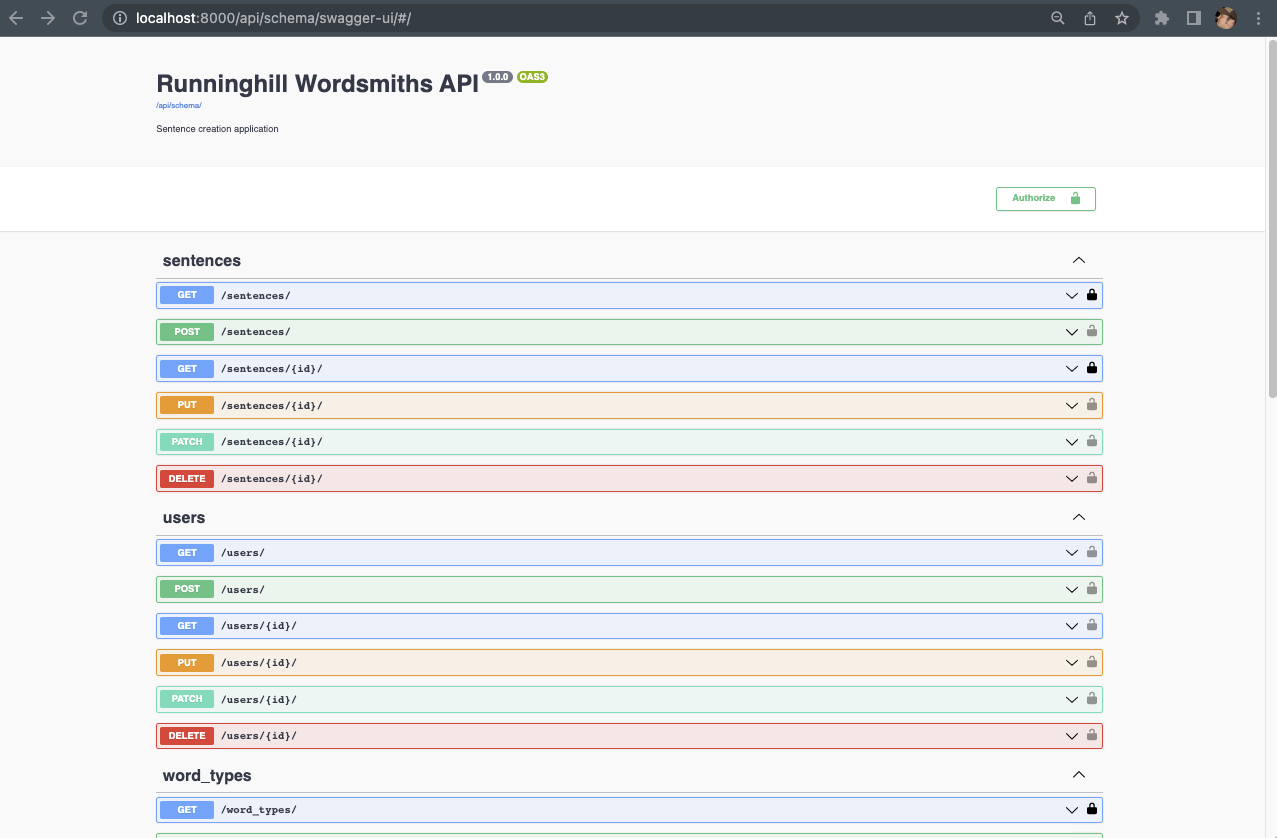 localhost:8000/api/schema/swagger-ui/#/
Runninghill Wordsmiths API 1.0.0 OAS3
/api/schema/
Sentence creation application
Authorize
sentences
GET /sentences/
POST /sentences/
GET /sentences/{id}/
PUT /sentences/{id}/
PATCH /sentences/{id}/
DELETE /sentences/{id}/
users
GET /users/
POST /users/
GET /users/{id}/
PUT /users/{id}/
PATCH /users/{id}/
DELETE /users/{id}/
word_types
GET /word_types/